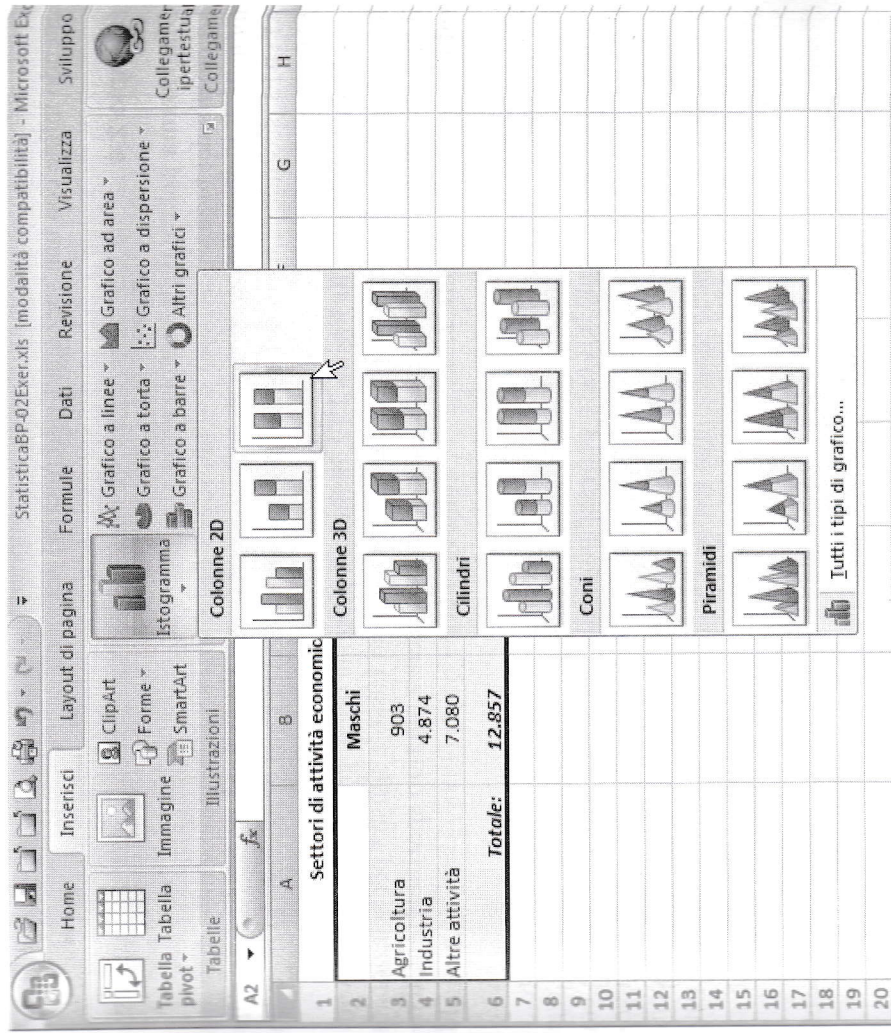 StatisticaBP-02Exer.xls [modalità compatibilità] - Microsoft Exc
Home Inserisci Layout di pagina Formule Dati Revisione Visualizza Sviluppo
Tabella pivot
Tabella
Tabelle
Immagine
ClipArt
Forme
SmartArt
Illustrazioni
Istogramma
Grafico a linee
Grafico a torta
Grafico a barre
Grafico ad area
Grafico a dispersione
Altri grafici
Collegamen
ipertestual
Collegame
A2 fx
A B G H
Colonne 2D
Colonne 3D
Cilindri
Coni
Piramidi
Tutti i tipi di grafico...
1 Settori di attività economic
2 Maschi
3 Agricoltura 903
4 Industria 4.874
5 Altre attività 7.080
6 Totale: 12.857
7
8
9
10
11
12
13
14
15
16
17
18
19
20